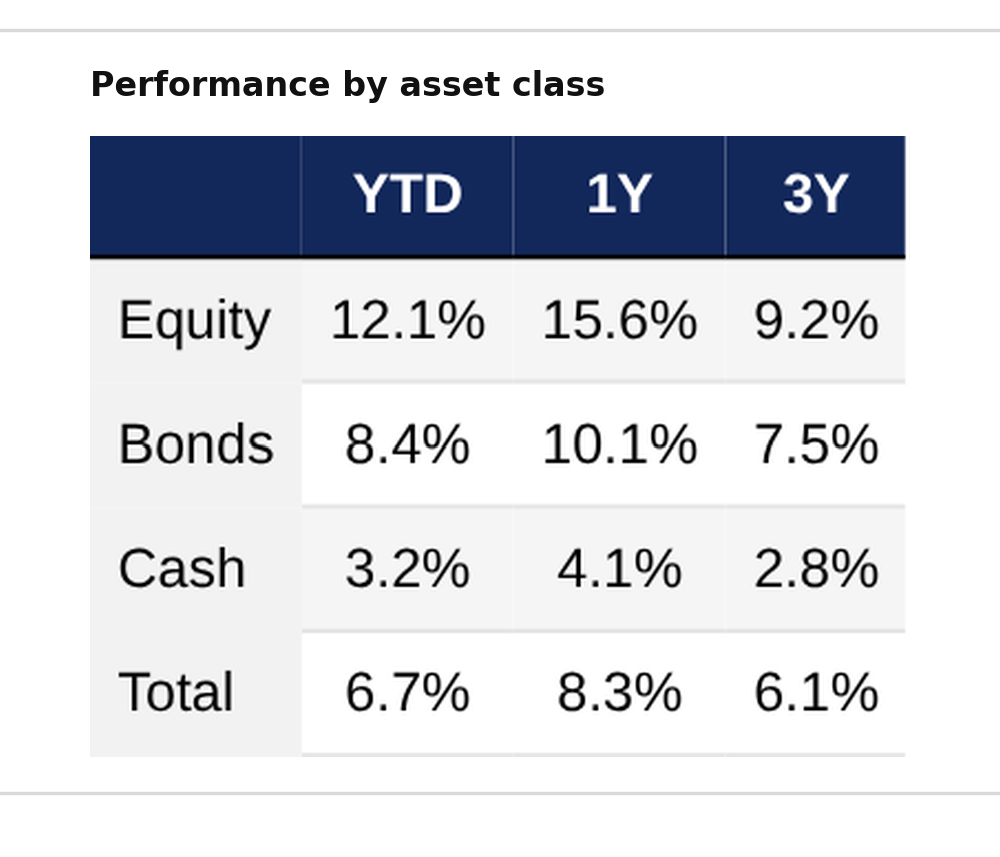 Performance by asset class
YTD 1Y 3Y
Equity 12.1% 15.6% 9.2%
Bonds 8.4% 10.1% 7.5%
Cash 3.2% 4.1% 2.8%
Total 6.7% 8.3% 6.1%